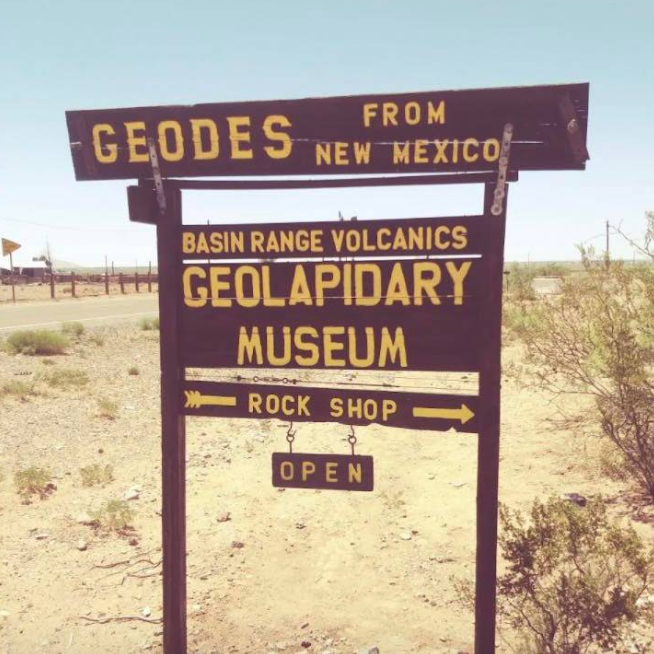 GEODES FROM
NEW MEXICO
BASIN RANGE VOLCANICS
GEOLAPIDARY
MUSEUM
ROCK SHOP
OPEN